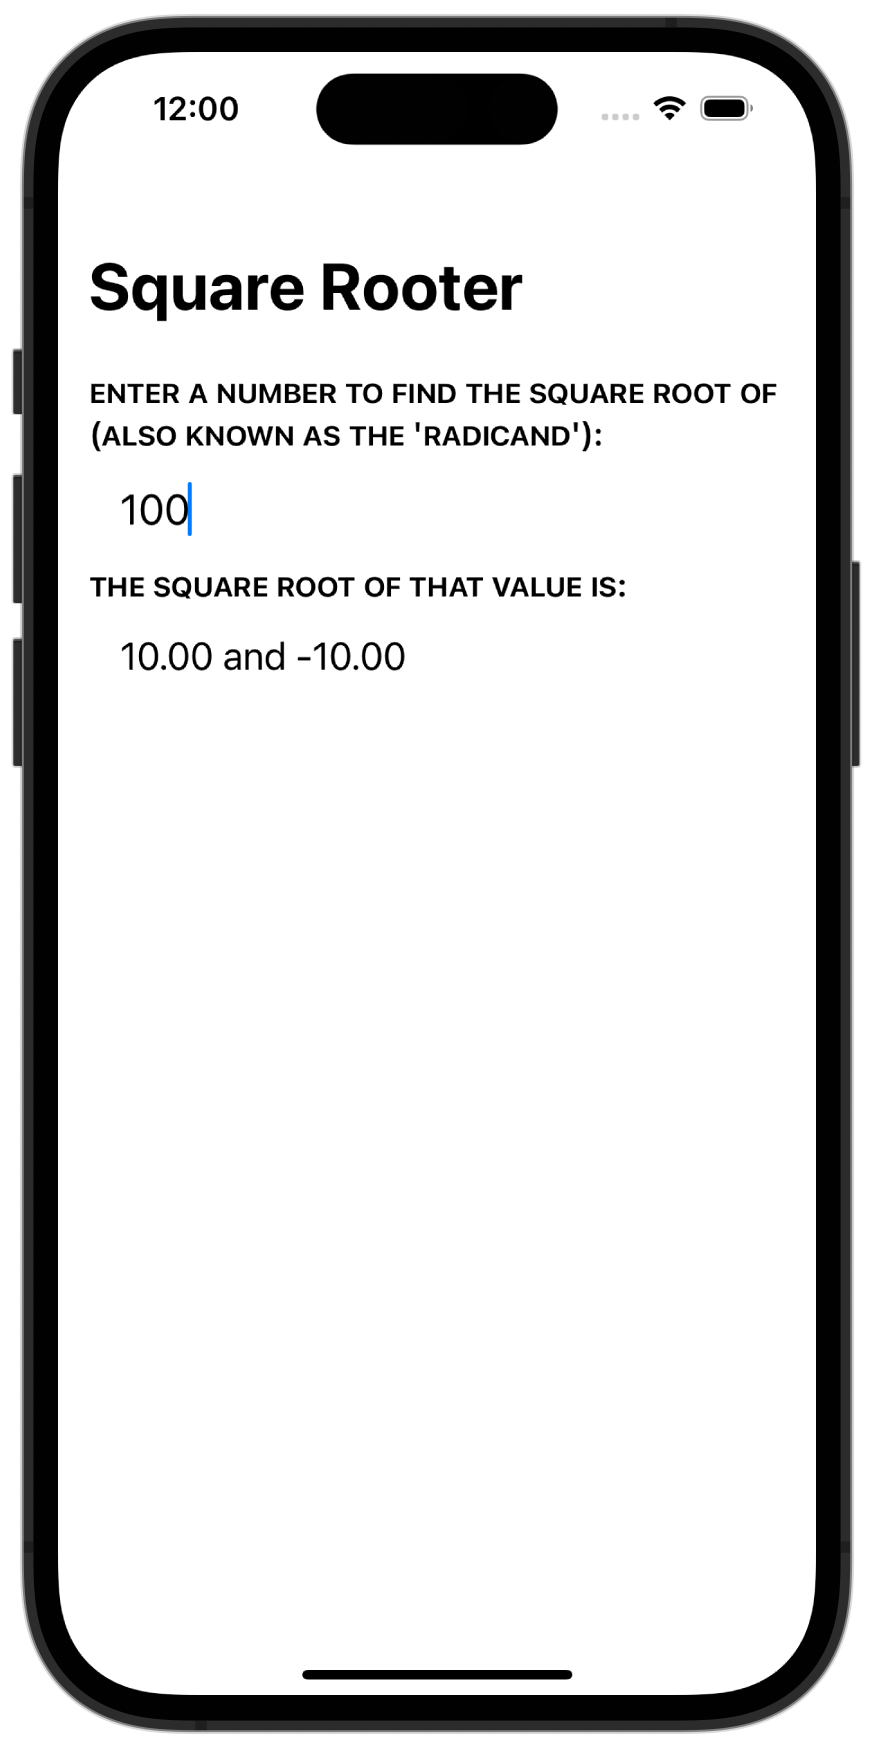 12:00
Square Rooter
ENTER A NUMBER TO FIND THE SQUARE ROOT OF
(ALSO KNOWN AS THE 'RADICAND'):
100
THE SQUARE ROOT OF THAT VALUE IS:
10.00 and -10.00